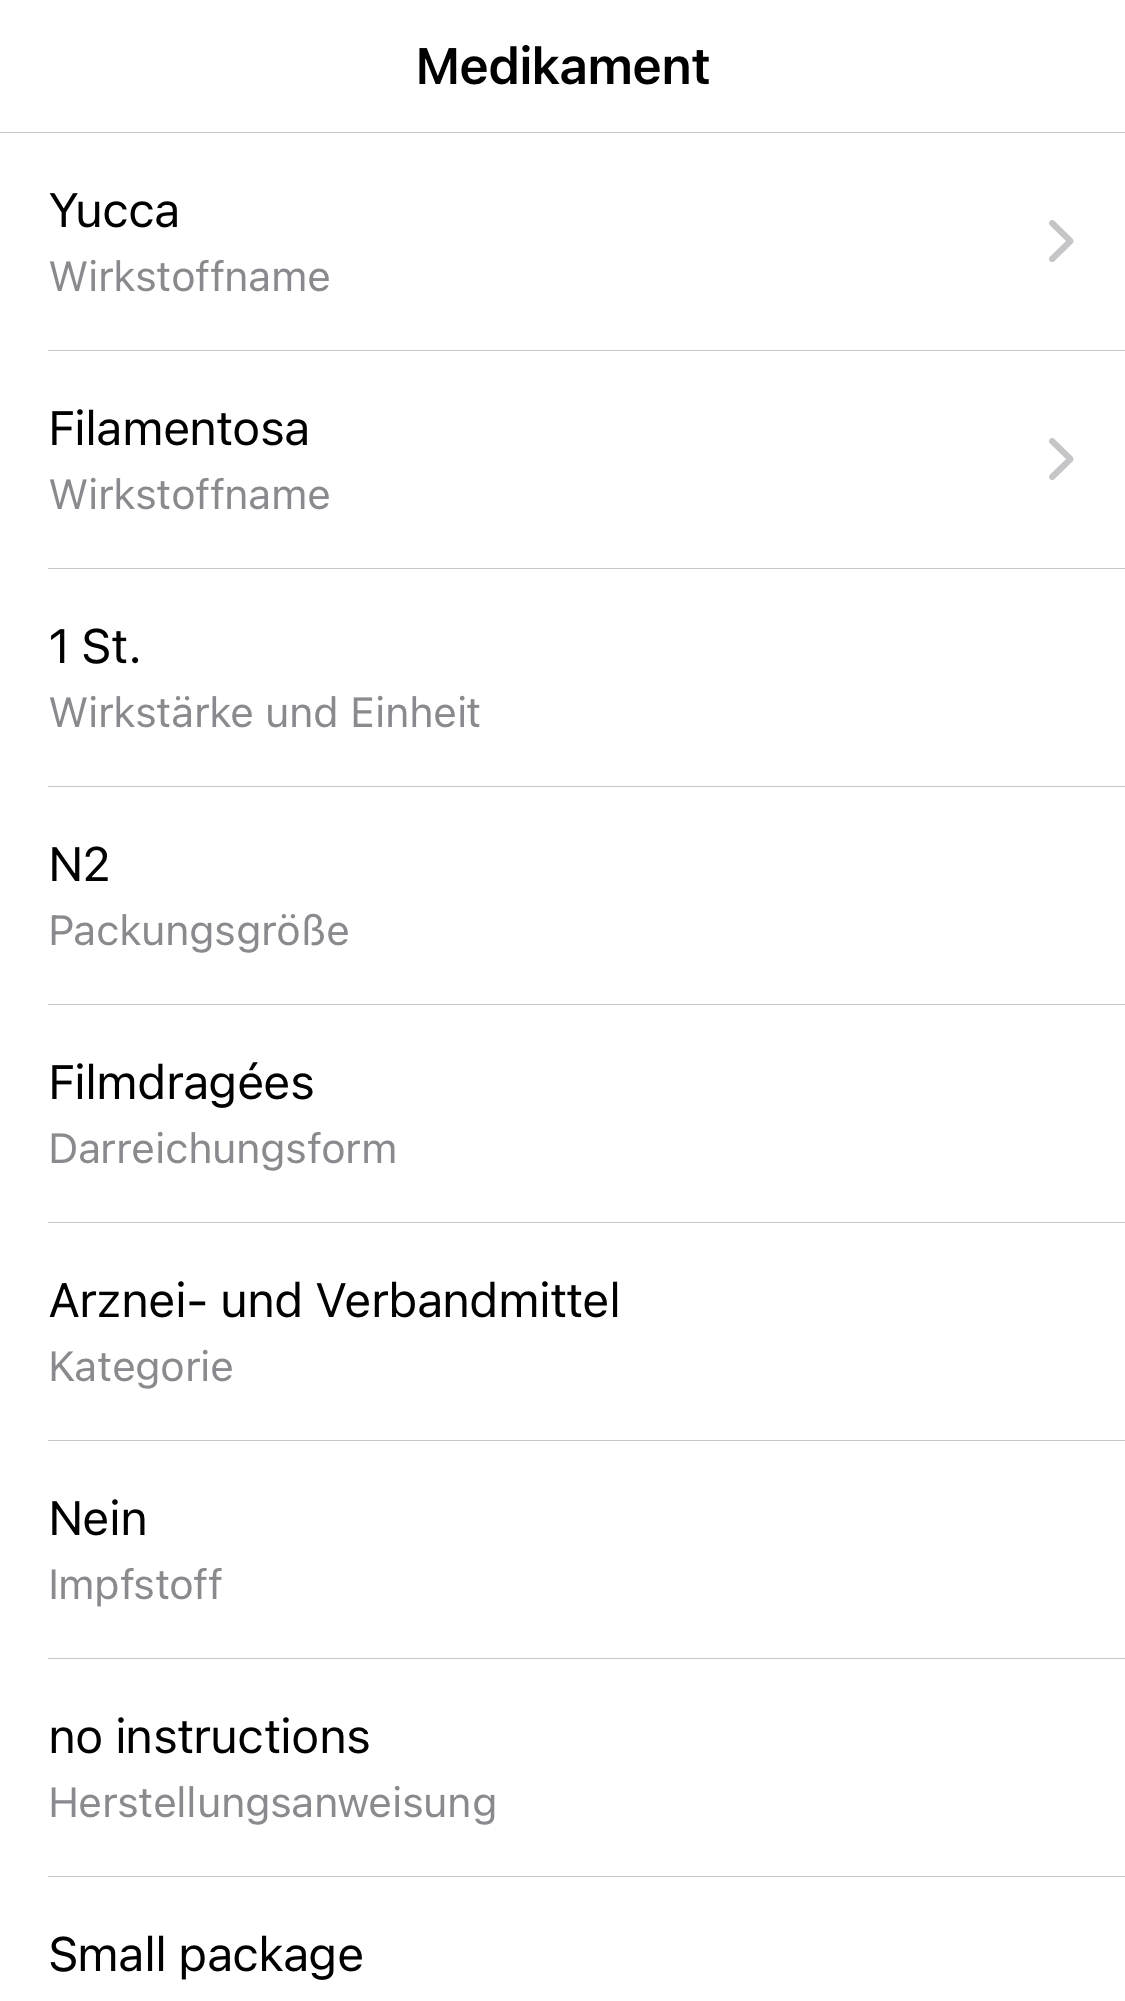 Medikament
Yucca
Wirkstoffname
Filamentosa
Wirkstoffname
1 St.
Wirkstärke und Einheit
N2
Packungsgröße
Filmdragées
Darreichungsform
Arznei- und Verbandmittel
Kategorie
Nein
Impfstoff
no instructions
Herstellungsanweisung
Small package